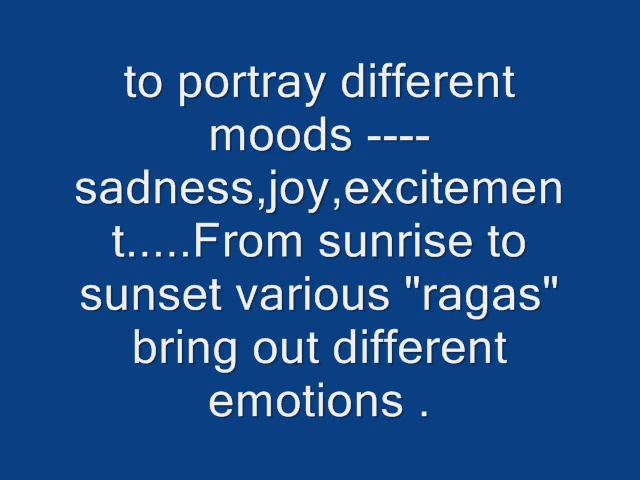 to portray different
moods ----
sadness,joy,excitemen
t.....From sunrise to
sunset various "ragas"
bring out different
emotions .